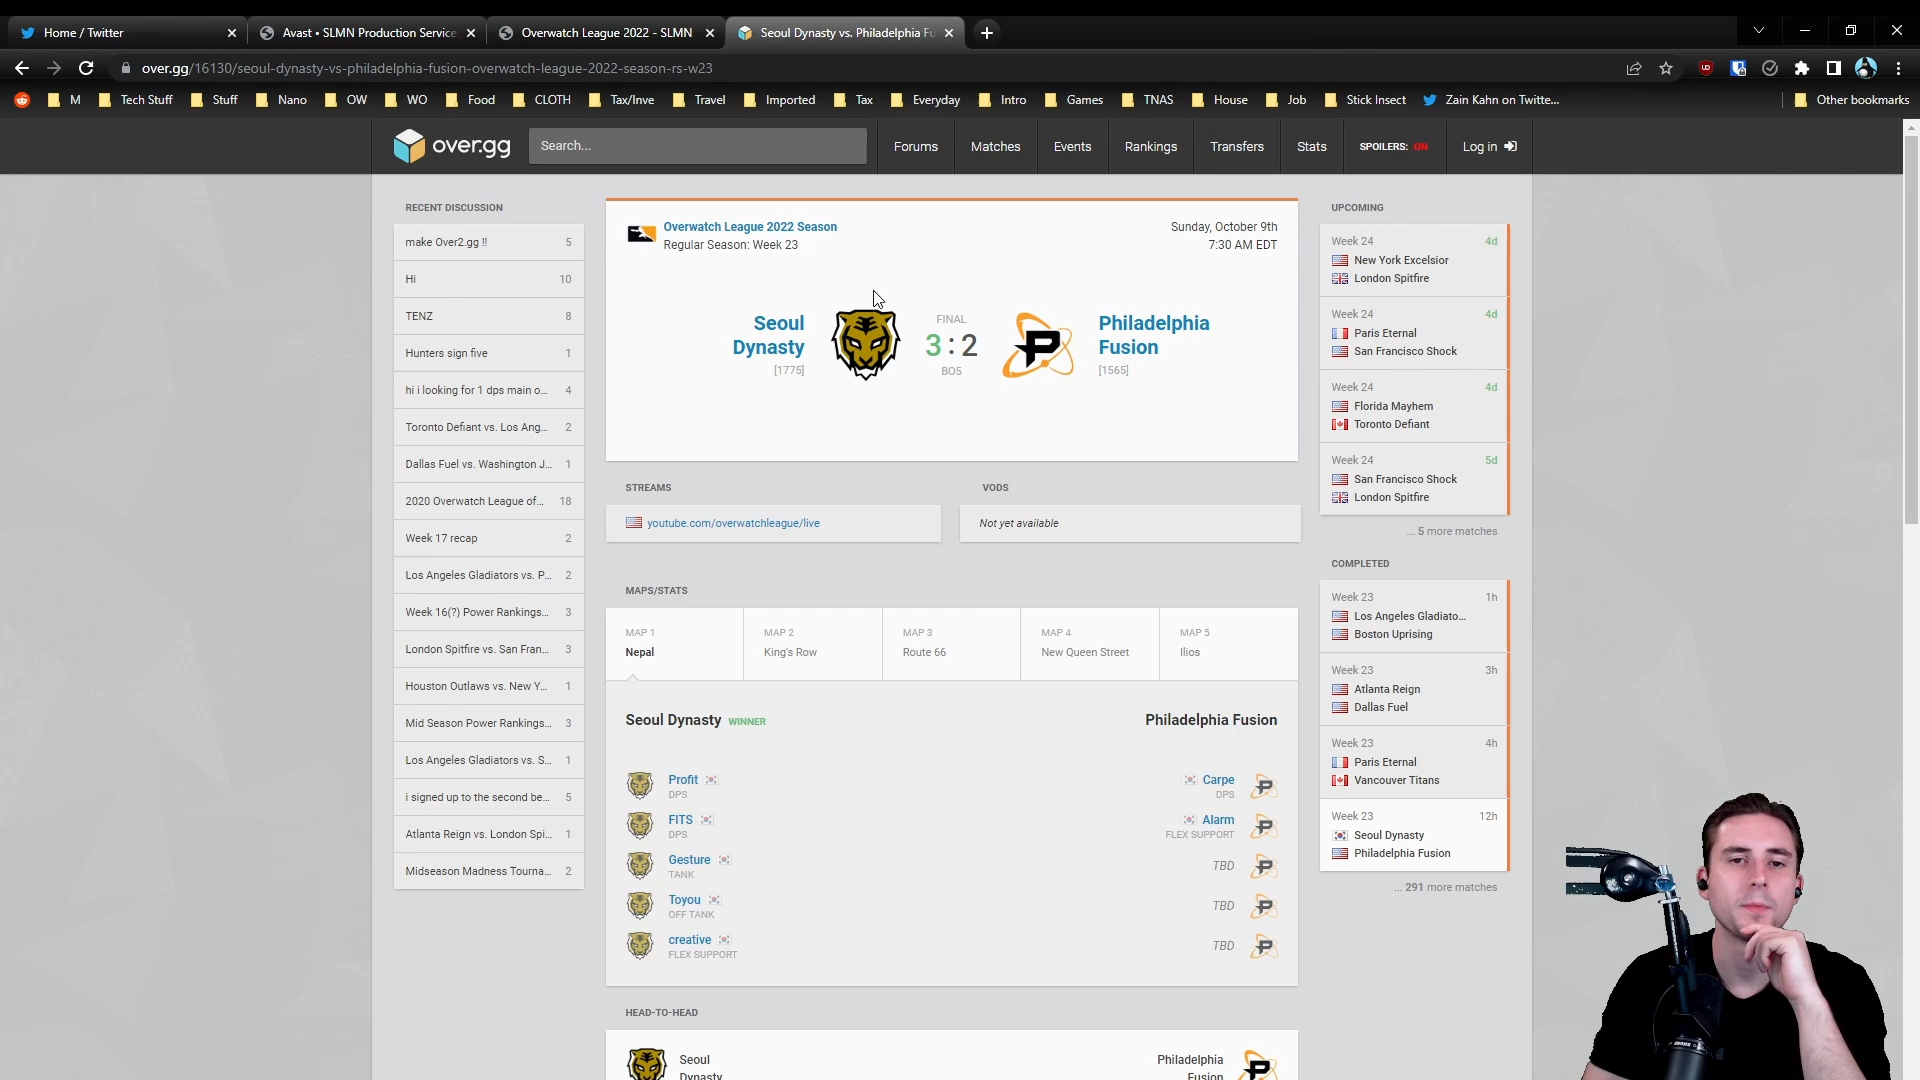 Home / Twitter
Avast • SLMN Production Service
Overwatch League 2022 - SLMN
Seoul Dynasty vs. Philadelphia Fu
over.gg/16130/seoul-dynasty-vs-philadelphia-fusion-overwatch-league-2022-season-rs-w23
M Tech Stuff Stuff Nano OW WO Food CLOTH Tax/Inve Travel Imported Tax Everyday Intro Games TNAS House Job Stick Insect Zain Kahn on Twitte... Other bookmarks
over.gg
Search...
Forums Matches Events Rankings Transfers Stats SPOILERS: ON Log in
RECENT DISCUSSION
make Over2.gg !! 5
Hi 10
TENZ 8
Hunters sign five 1
hi i looking for 1 dps main o... 4
Toronto Defiant vs. Los Ang... 2
Dallas Fuel vs. Washington J... 1
2020 Overwatch League of... 18
Week 17 recap 2
Los Angeles Gladiators vs. P... 2
Week 16(?) Power Rankings... 3
London Spitfire vs. San Fran... 3
Houston Outlaws vs. New Y... 1
Mid Season Power Rankings... 3
Los Angeles Gladiators vs. S... 1
i signed up to the second be... 5
Atlanta Reign vs. London Spi... 1
Midseason Madness Tourna... 2
Overwatch League 2022 Season
Regular Season: Week 23
Sunday, October 9th
7:30 AM EDT
Seoul
Dynasty
[1775]
FINAL
3 : 2
BO5
Philadelphia
Fusion
[1565]
STREAMS
youtube.com/overwatchleague/live
VODS
Not yet available
MAPS/STATS
MAP 1
Nepal
MAP 2
King's Row
MAP 3
Route 66
MAP 4
New Queen Street
MAP 5
Ilios
Seoul Dynasty WINNER
Philadelphia Fusion
Profit
DPS
Carpe
DPS
FITS
DPS
Alarm
FLEX SUPPORT
Gesture
TANK
TBD
Toyou
OFF TANK
TBD
creative
FLEX SUPPORT
TBD
HEAD-TO-HEAD
Seoul
Dynasty
Philadelphia
Fusion
UPCOMING
Week 24 4d
New York Excelsior
London Spitfire
Week 24 4d
Paris Eternal
San Francisco Shock
Week 24 4d
Florida Mayhem
Toronto Defiant
Week 24 5d
San Francisco Shock
London Spitfire
... 5 more matches
COMPLETED
Week 23 1h
Los Angeles Gladiato...
Boston Uprising
Week 23 3h
Atlanta Reign
Dallas Fuel
Week 23 4h
Paris Eternal
Vancouver Titans
Week 23 12h
Seoul Dynasty
Philadelphia Fusion
... 291 more matches